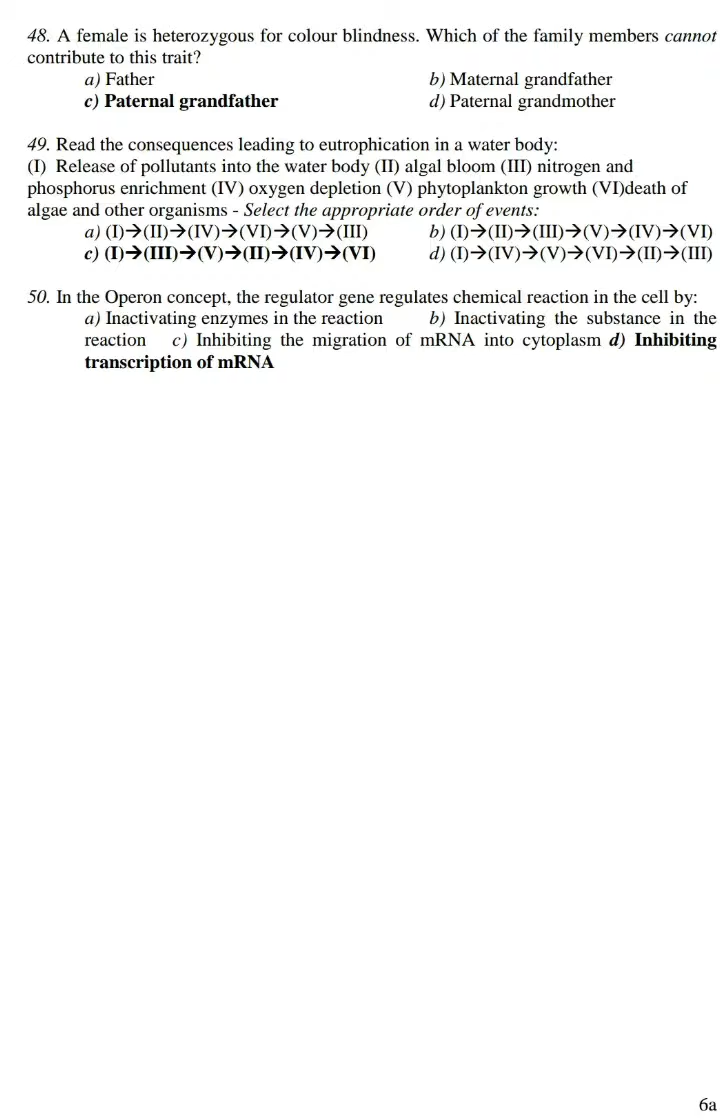 48. A female is heterozygous for colour blindness. Which of the family members cannot
contribute to this trait?
a) Father b) Maternal grandfather
c) Paternal grandfather d) Paternal grandmother
49. Read the consequences leading to eutrophication in a water body:
(I) Release of pollutants into the water body (II) algal bloom (III) nitrogen and
phosphorus enrichment (IV) oxygen depletion (V) phytoplankton growth (VI)death of
algae and other organisms - Select the appropriate order of events:
a) (I)→(II)→(IV)→(VI)→(V)→(III) b) (I)→(II)→(III)→(V)→(IV)→(VI)
c) (I)→(III)→(V)→(II)→(IV)→(VI) d) (I)→(IV)→(V)→(VI)→(II)→(III)
50. In the Operon concept, the regulator gene regulates chemical reaction in the cell by:
a) Inactivating enzymes in the reaction b) Inactivating the substance in the
reaction c) Inhibiting the migration of mRNA into cytoplasm d) Inhibiting
transcription of mRNA
6a